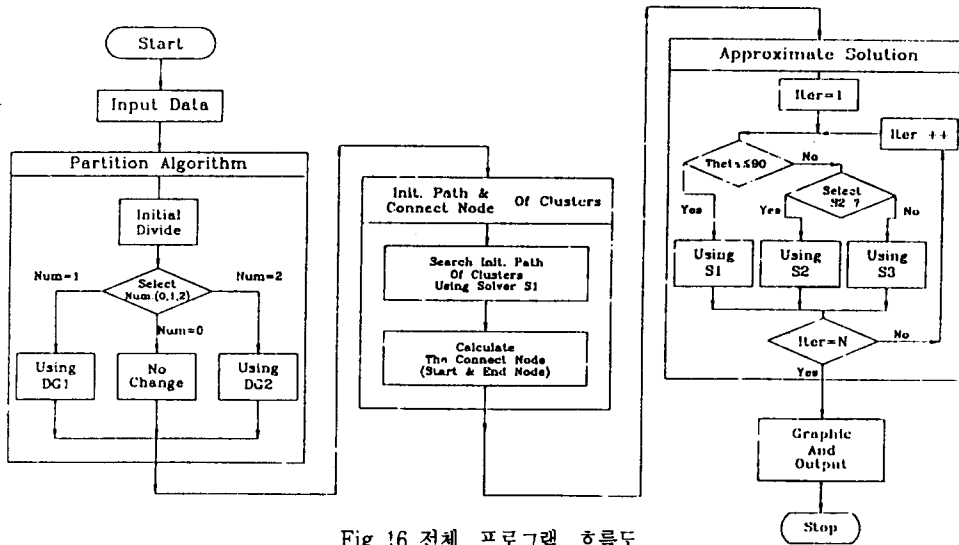 Start
Input Data
Partition Algorithm
Initial
Divide
Num=1
Num=2
Select
Num.(0,1,2)
Num=0
Using
DG1
No
Change
Using
DG2
Init. Path &
Connect Node Of Clusters
Search Init. Path
Of Clusters
Using Solver S1
Calculate
The Connect Node
(Start & End Node)
Approximate Solution
Iter=1
Iter ++
≤90
No
Select
S2 ?
Yes
Yes
No
Using
S1
Using
S2
Using
S3
Iter=N
No
Yes
Graphic
And
Output
Stop
Fig 16 전체 프로그램 흐름도